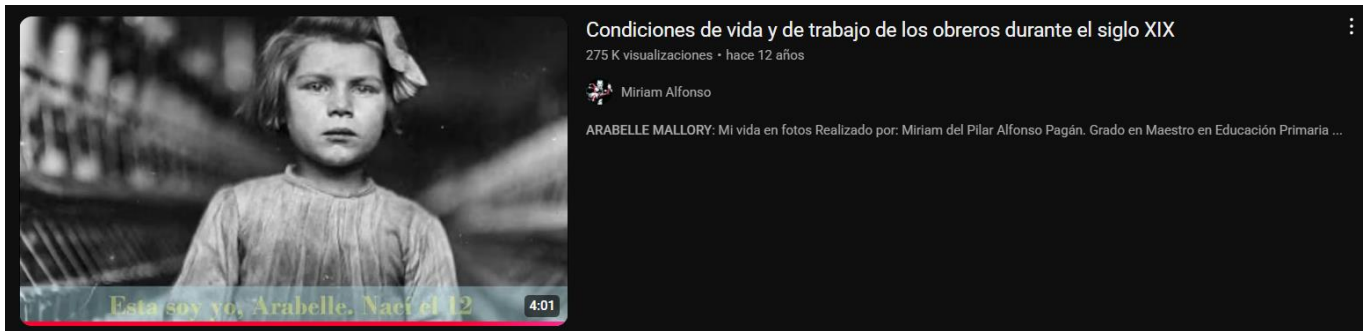 Condiciones de vida y de trabajo de los obreros durante el siglo XIX
275 K visualizaciones • hace 12 años
Miriam Alfonso
ARABELLE MALLORY: Mi vida en fotos Realizado por: Miriam del Pilar Alfonso Pagán. Grado en Maestro en Educación Primaria ...
Esta soy yo, Arabelle. Nací el 12
4:01